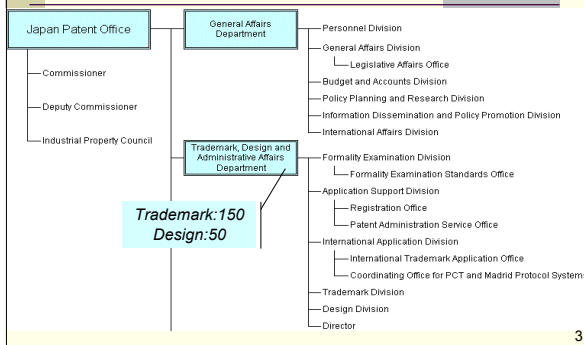 Japan Patent Office
Commissioner
Deputy Commissioner
Industrial Property Council
General Affairs
Department
Personnel Division
General Affairs Division
Legislative Affairs Office
Budget and Accounts Division
Policy Planning and Research Division
Information Dissemination and Policy Promotion Division
International Affairs Division
Trademark, Design and
Administrative Affairs
Department
Formality Examination Division
Formality Examination Standards Office
Application Support Division
Registration Office
Patent Administration Service Office
International Application Division
International Trademark Application Office
Coordinating Office for PCT and Madrid Protocol Systems
Trademark Division
Design Division
Director
Trademark:150
Design:50
3